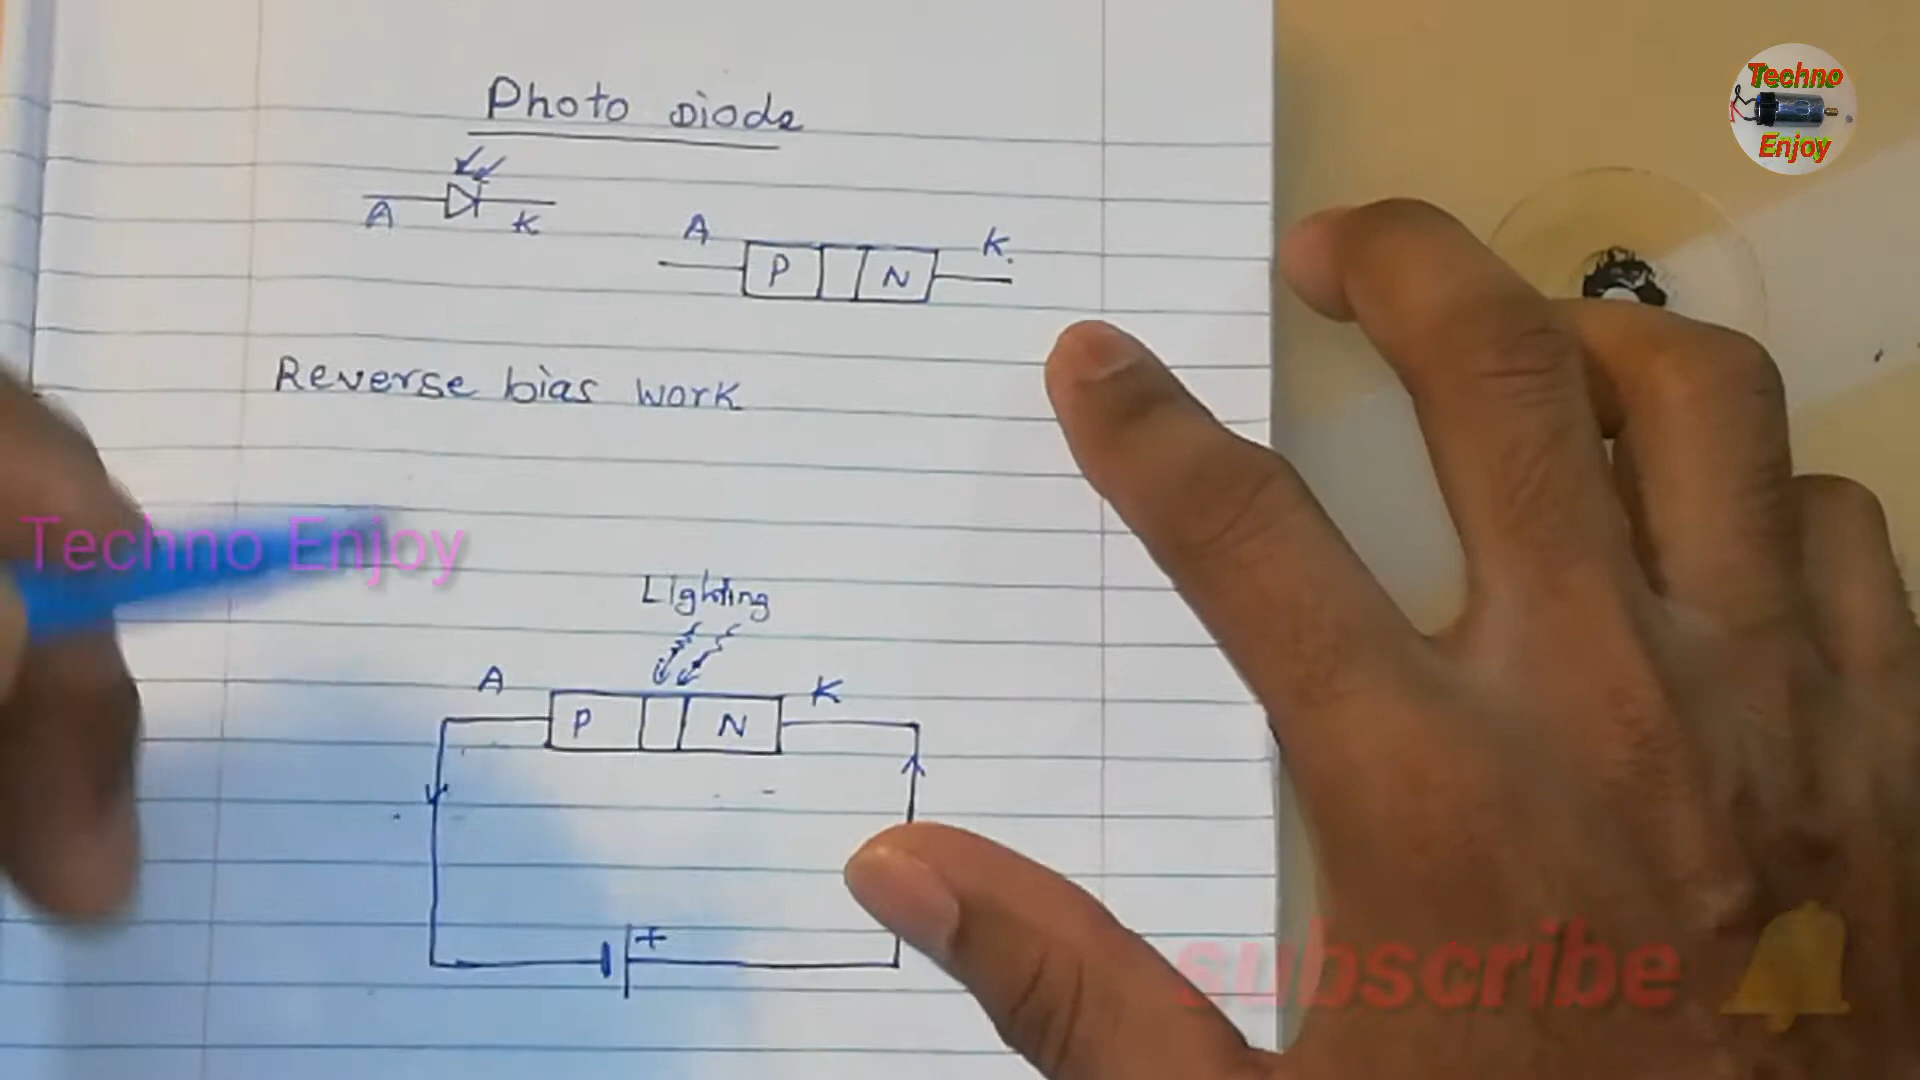 Photo Diode
Techno
Enjoy
A
K
A
K.
P
N
Reverse bias work
Techno Enjoy
Lighting
A
K
P
N
+
subscribe